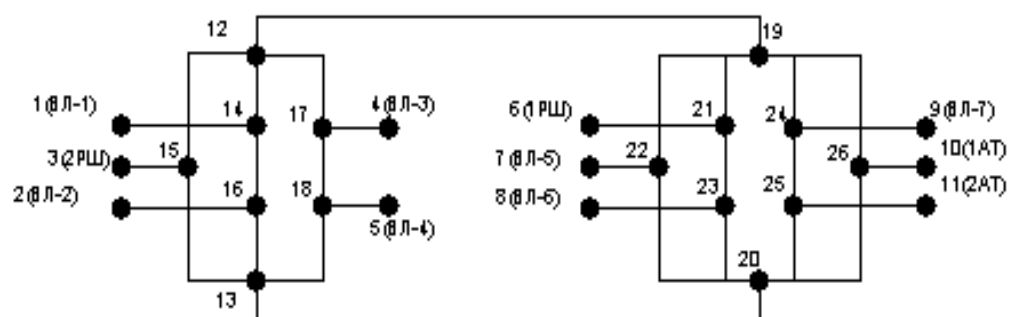 12
19
1(ВЛ-1)
14
17
4(ВЛ-3)
6(1РШ)
21
24
9(ВЛ-7)
3(2РШ)
15
7(ВЛ-5)
22
26
10(1АТ)
2(ВЛ-2)
16
18
8(ВЛ-6)
23
25
11(2АТ)
5(ВЛ-4)
20
13